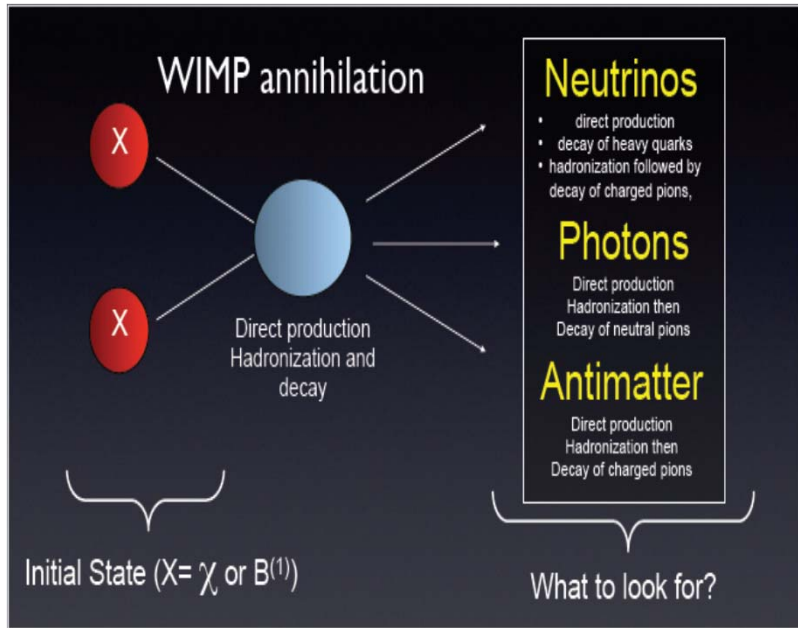 WIMP annihilation
X
X
Direct production
Hadronization and
decay
Neutrinos
• direct production
• decay of heavy quarks
• hadronization followed by
decay of charged pions,
Photons
Direct production
Hadronization then
Decay of neutral pions
Antimatter
Direct production
Hadronization then
Decay of charged pions
Initial State (X= χ or B⁽¹⁾)
What to look for?